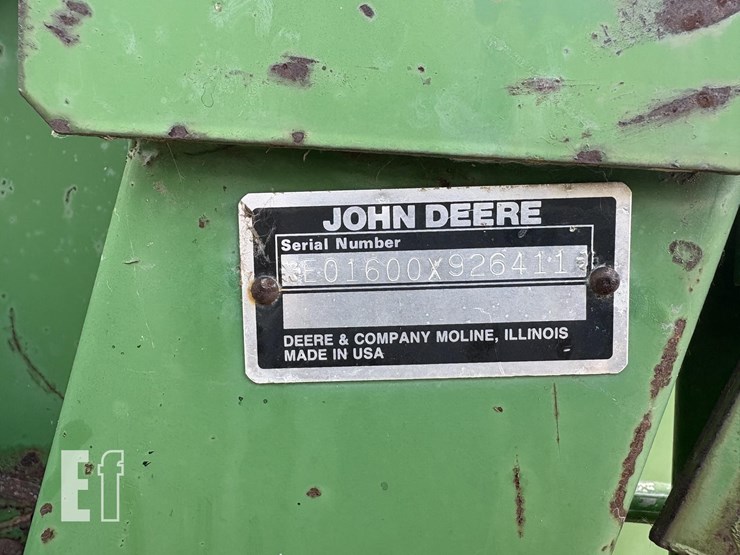 JOHN DEERE
Serial Number
*E01600X926411*
DEERE & COMPANY MOLINE, ILLINOIS
MADE IN USA
Ef